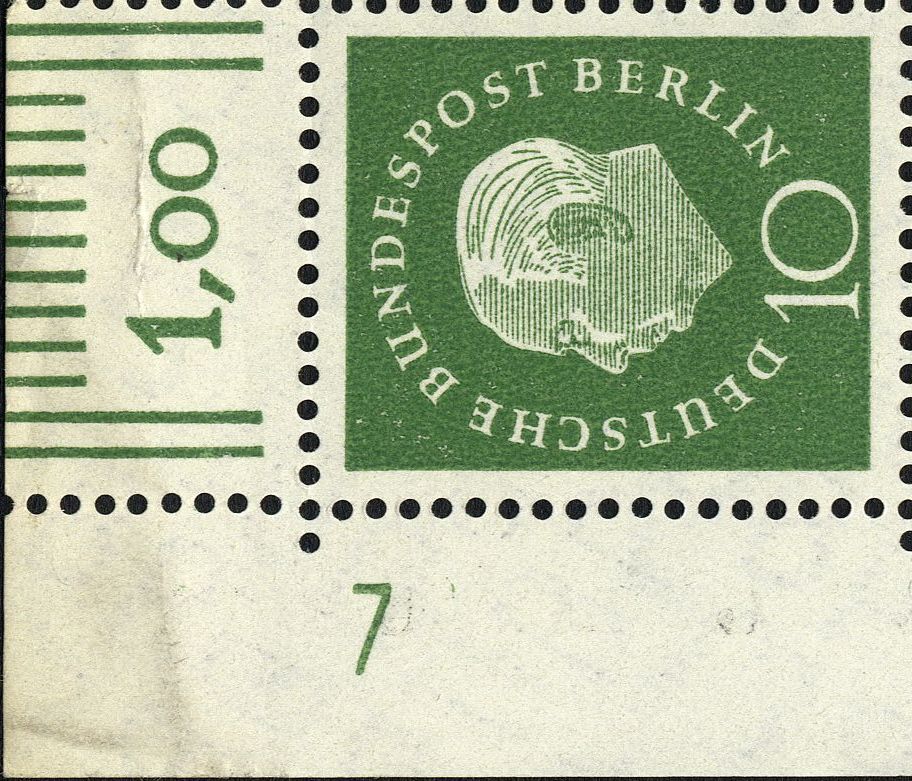 1,00
DEUTSCHE BUNDESPOST BERLIN
10
7